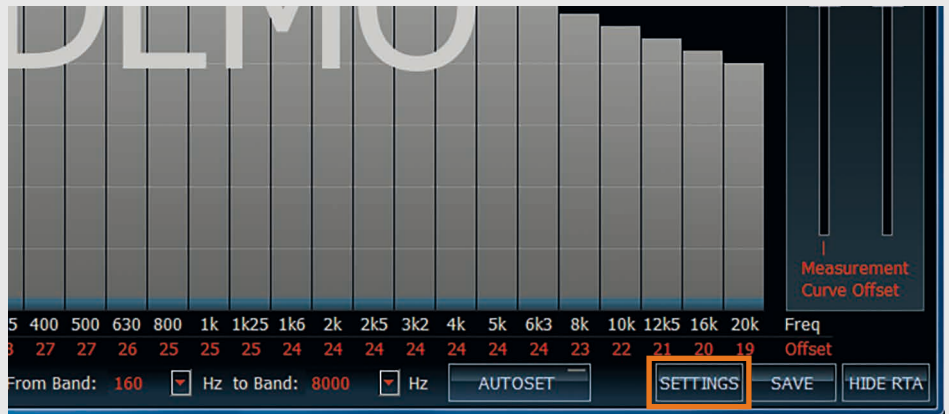 DEMO
Measurement
Curve Offset
5 400 500 630 800 1k 1k25 1k6 2k 2k5 3k2 4k 5k 6k3 8k 10k 12k5 16k 20k Freq
27 27 26 25 25 25 24 24 24 24 24 24 24 23 22 21 20 19 Offset
From Band: 160 Hz to Band: 8000 Hz AUTOSET SETTINGS SAVE HIDE RTA